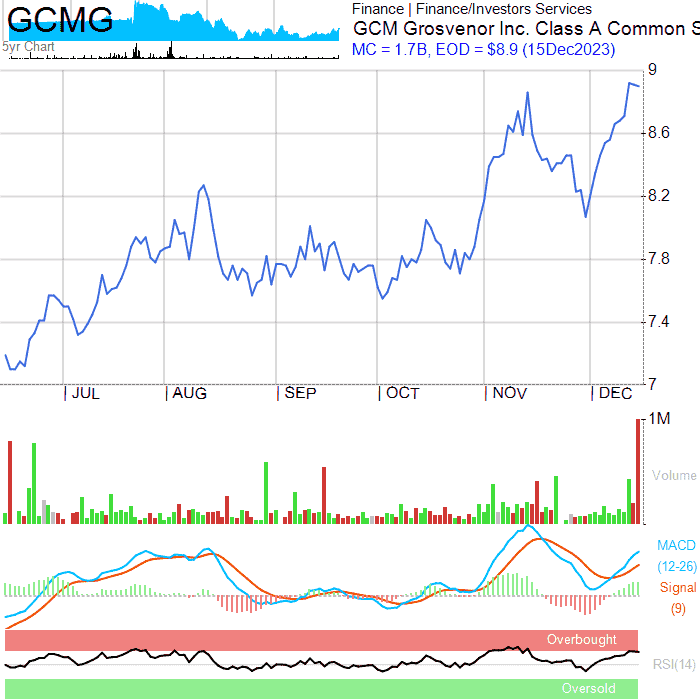 GCMG
5yr Chart
Finance | Finance/Investors Services
GCM Grosvenor Inc. Class A Common S
MC = 1.7B, EOD = $8.9 (15Dec2023)
9
8.6
8.2
7.8
7.4
7
JUL AUG SEP OCT NOV DEC
1M
Volume
MACD
(12-26)
Signal
(9)
Overbought
RSI(14)
Oversold